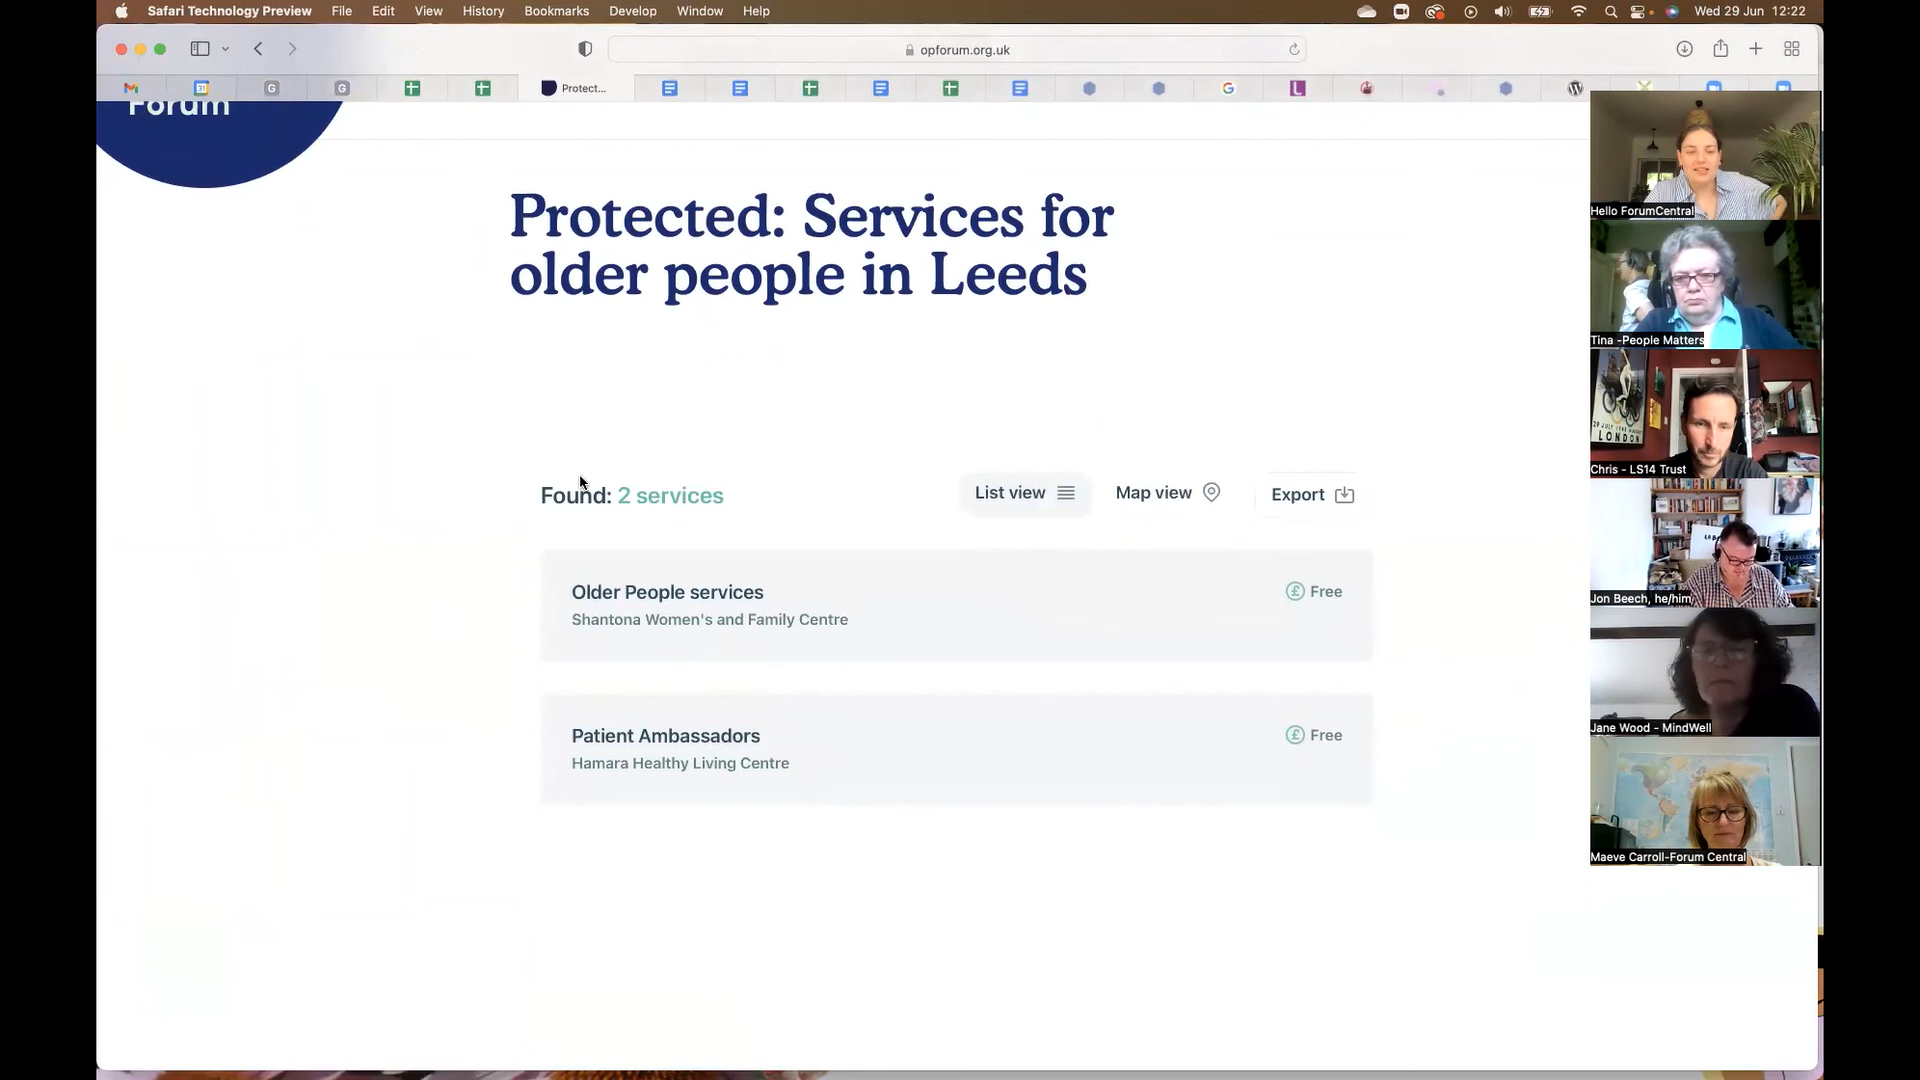 Safari Technology Preview File Edit View History Bookmarks Develop Window Help Wed 29 Jun 12:22
opforum.org.uk
Protect...
Forum
Protected: Services for
older people in Leeds
Found: 2 services
List view
Map view
Export
Older People services
Free
Shantona Women's and Family Centre
Patient Ambassadors
Free
Hamara Healthy Living Centre
Hello ForumCentral
Tina -People Matters
LONDON
Chris - LS14 Trust
Jon Beech, he/him
Jane Wood - MindWell
Maeve Carroll-Forum Central